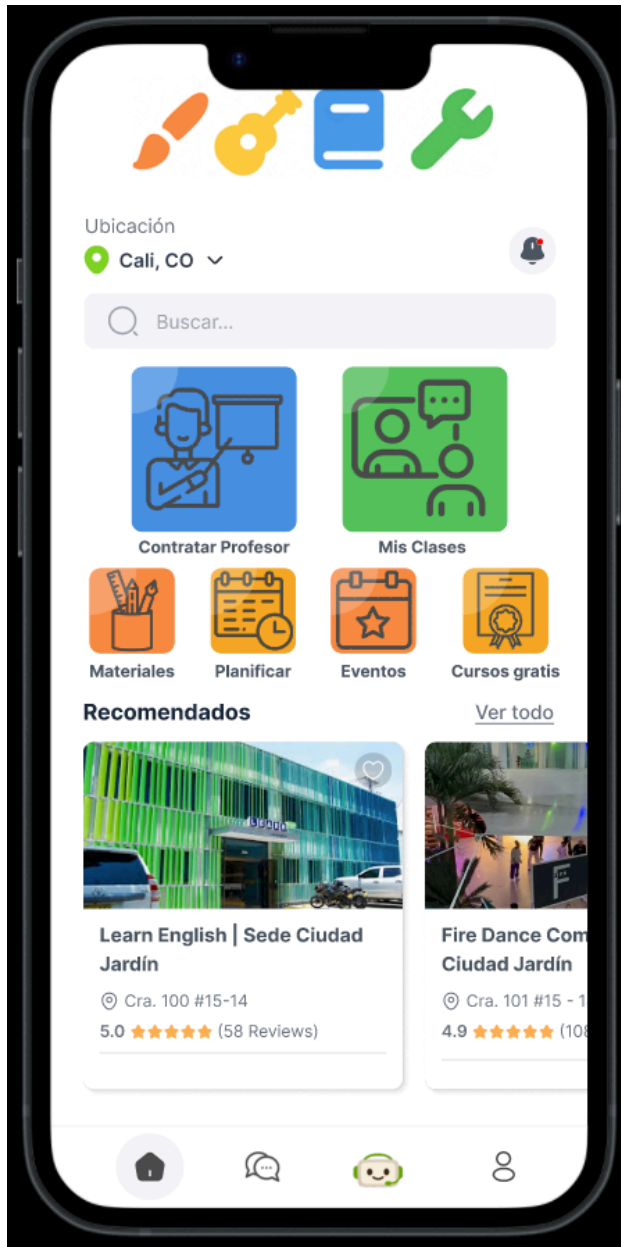 Ubicación
Cali, CO
Buscar...
Contratar Profesor
Mis Clases
Materiales
Planificar
Eventos
Cursos gratis
Recomendados
Ver todo
Learn English | Sede Ciudad
Jardín
Cra. 100 #15-14
5.0 (58 Reviews)
Fire Dance Com
Ciudad Jardín
Cra. 101 #15 - 1
4.9 (108